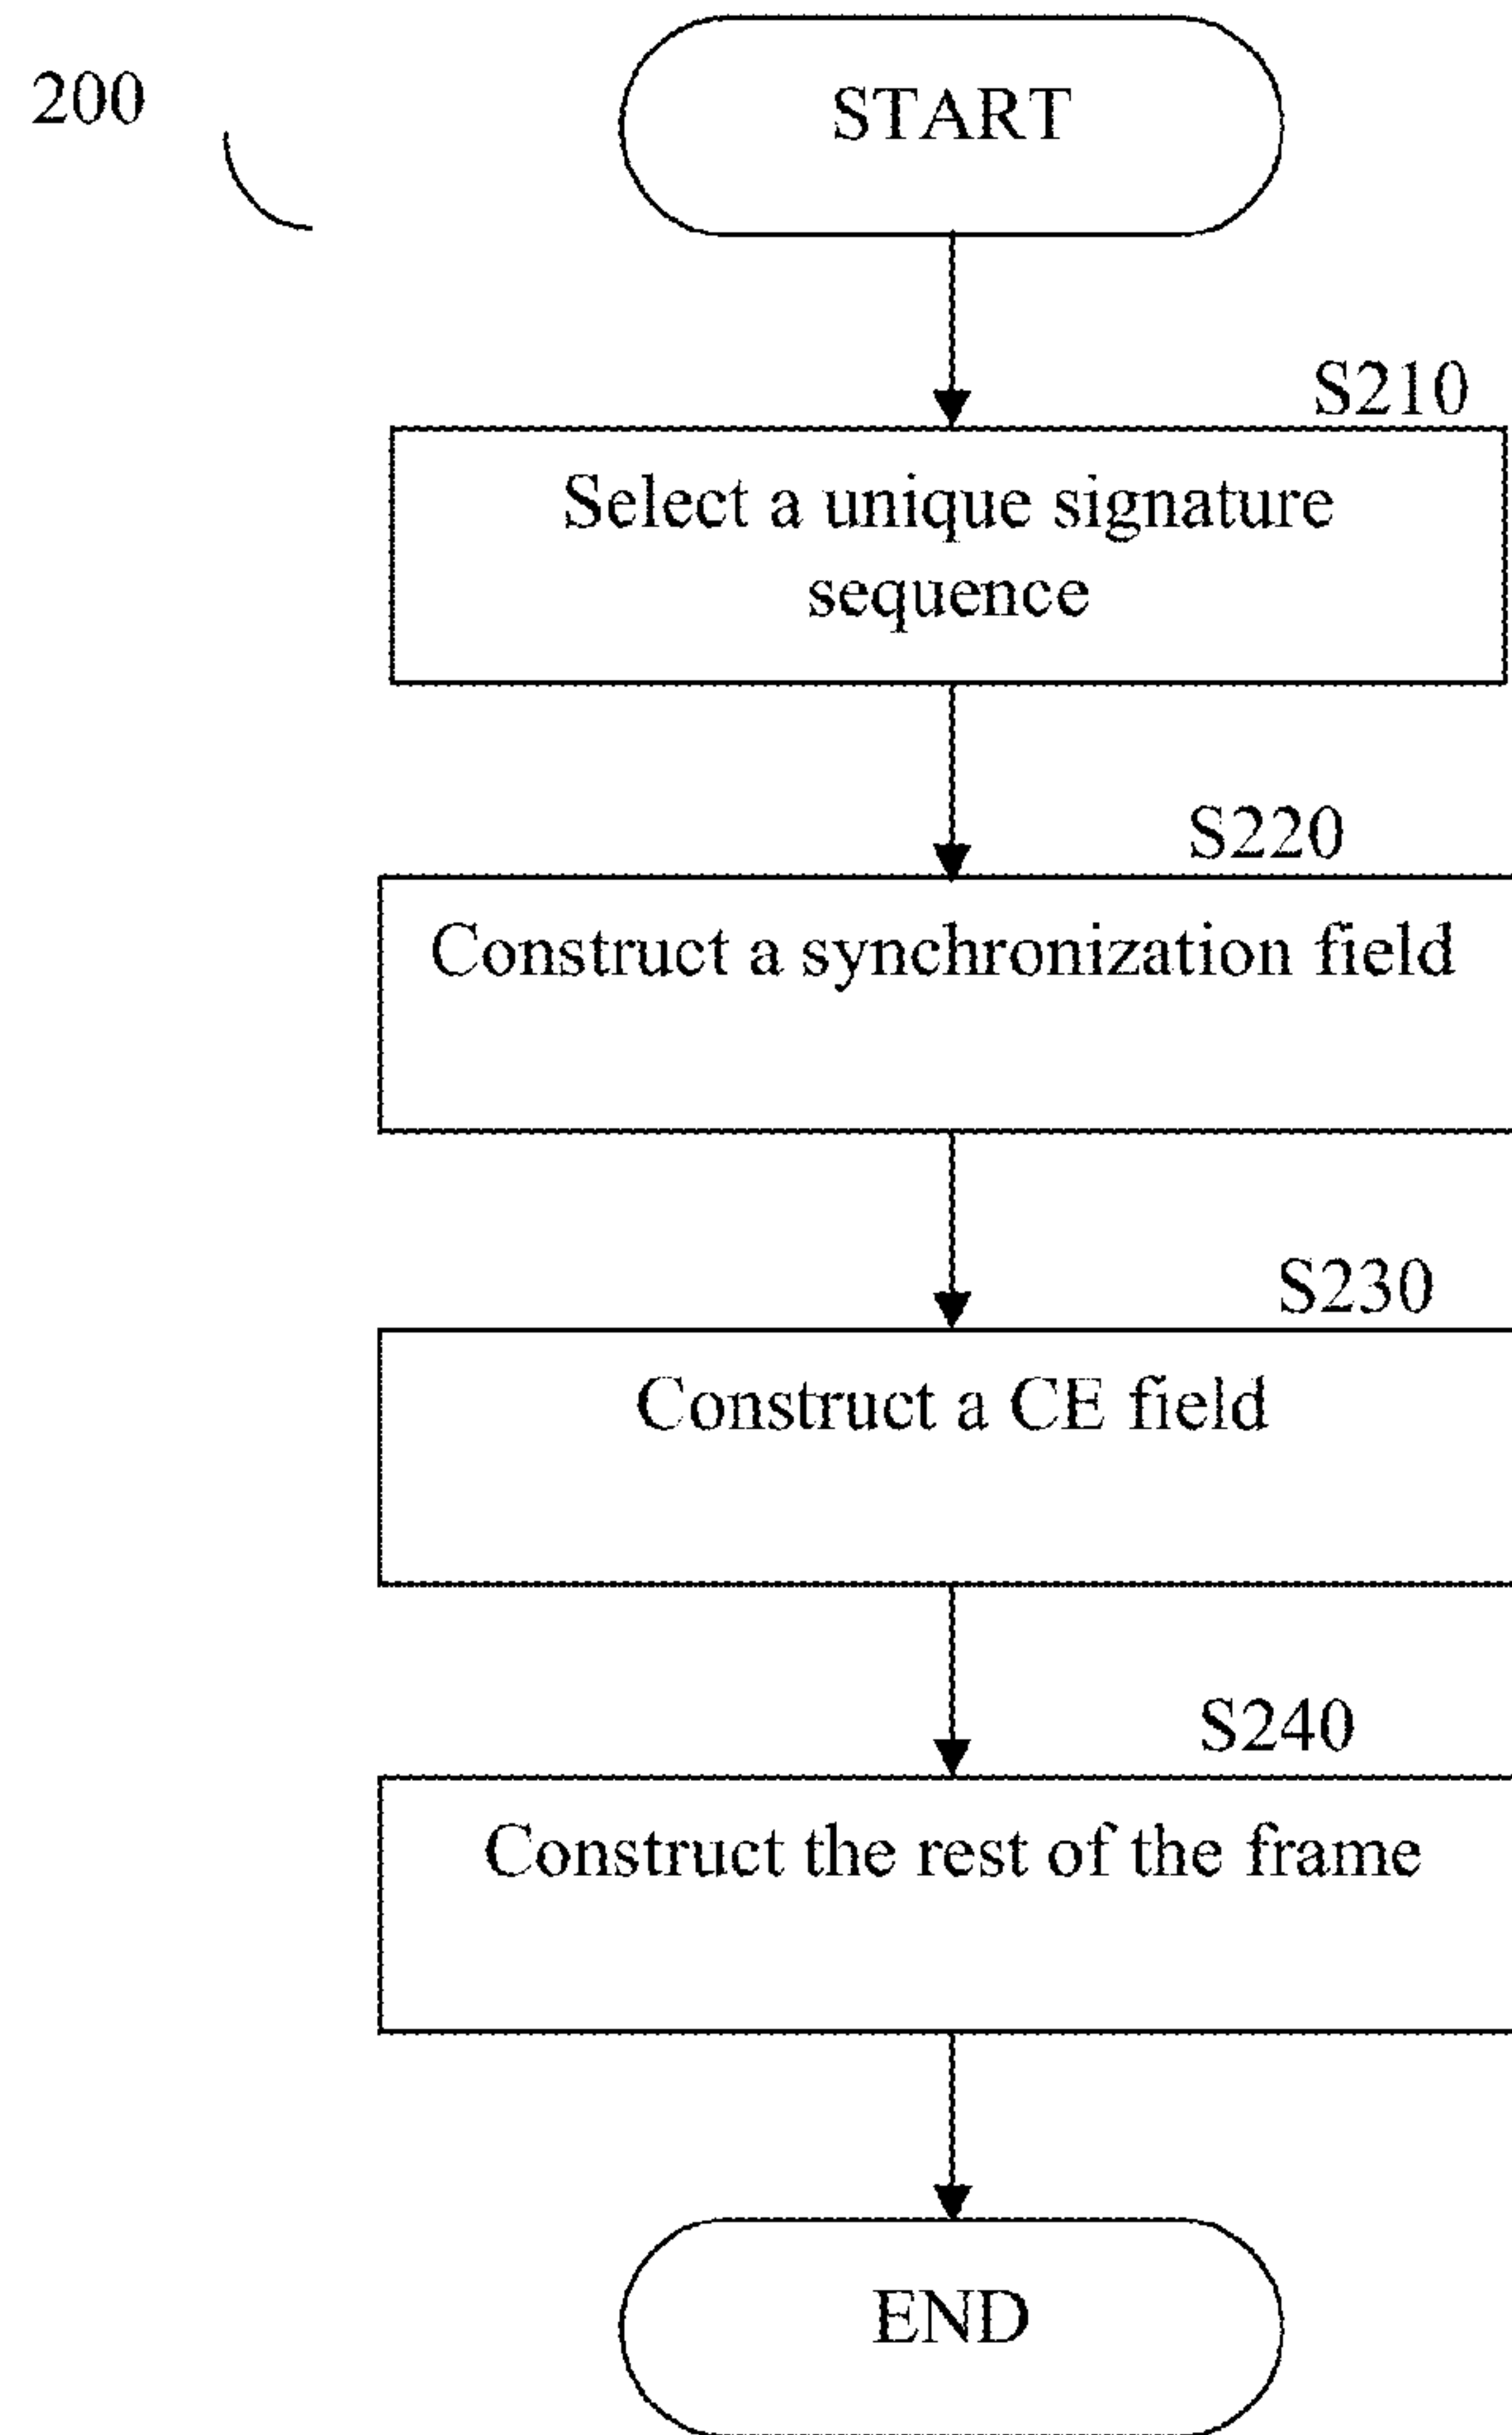 200
START
S210
Select a unique signature
sequence
S220
Construct a synchronization field
S230
Construct a CE field
S240
Construct the rest of the frame
END